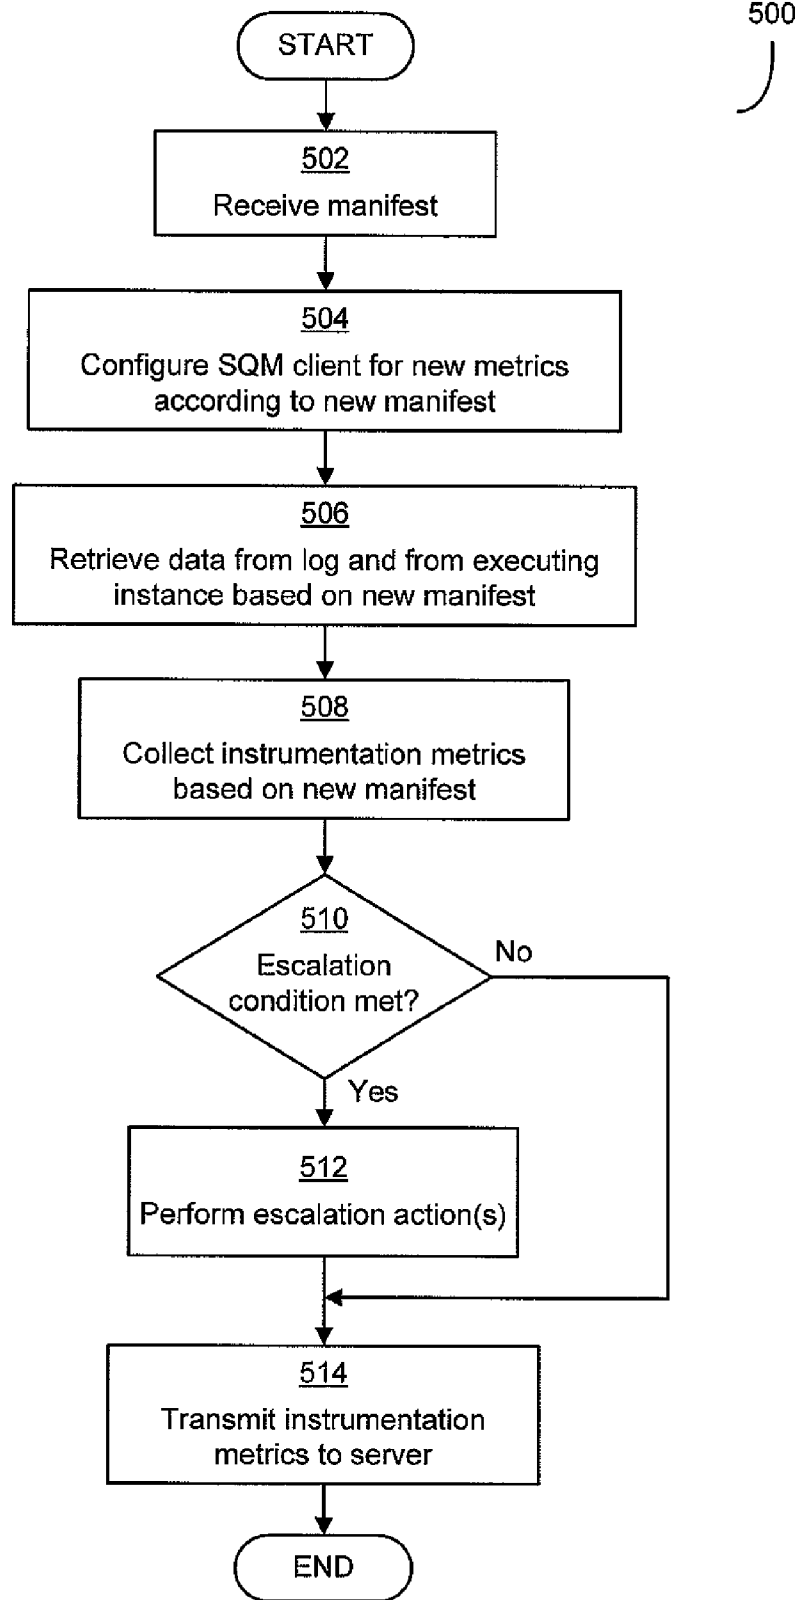 500
START
502
Receive manifest
504
Configure SQM client for new metrics
according to new manifest
506
Retrieve data from log and from executing
instance based on new manifest
508
Collect instrumentation metrics
based on new manifest
510
Escalation
condition met?
No
Yes
512
Perform escalation action(s)
514
Transmit instrumentation
metrics to server
END